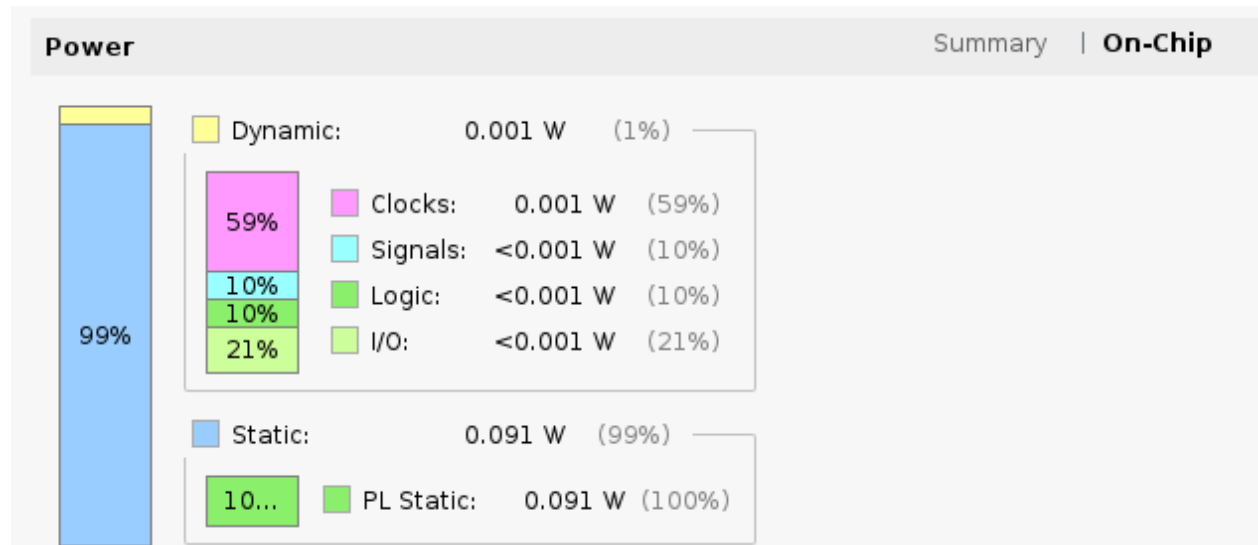 Power Summary | On-Chip
Dynamic: 0.001 W (1%)
59% Clocks: 0.001 W (59%)
Signals: <0.001 W (10%)
10%
Logic: <0.001 W (10%)
10%
99%
I/O: <0.001 W (21%)
21%
Static: 0.091 W (99%)
10... PL Static: 0.091 W (100%)